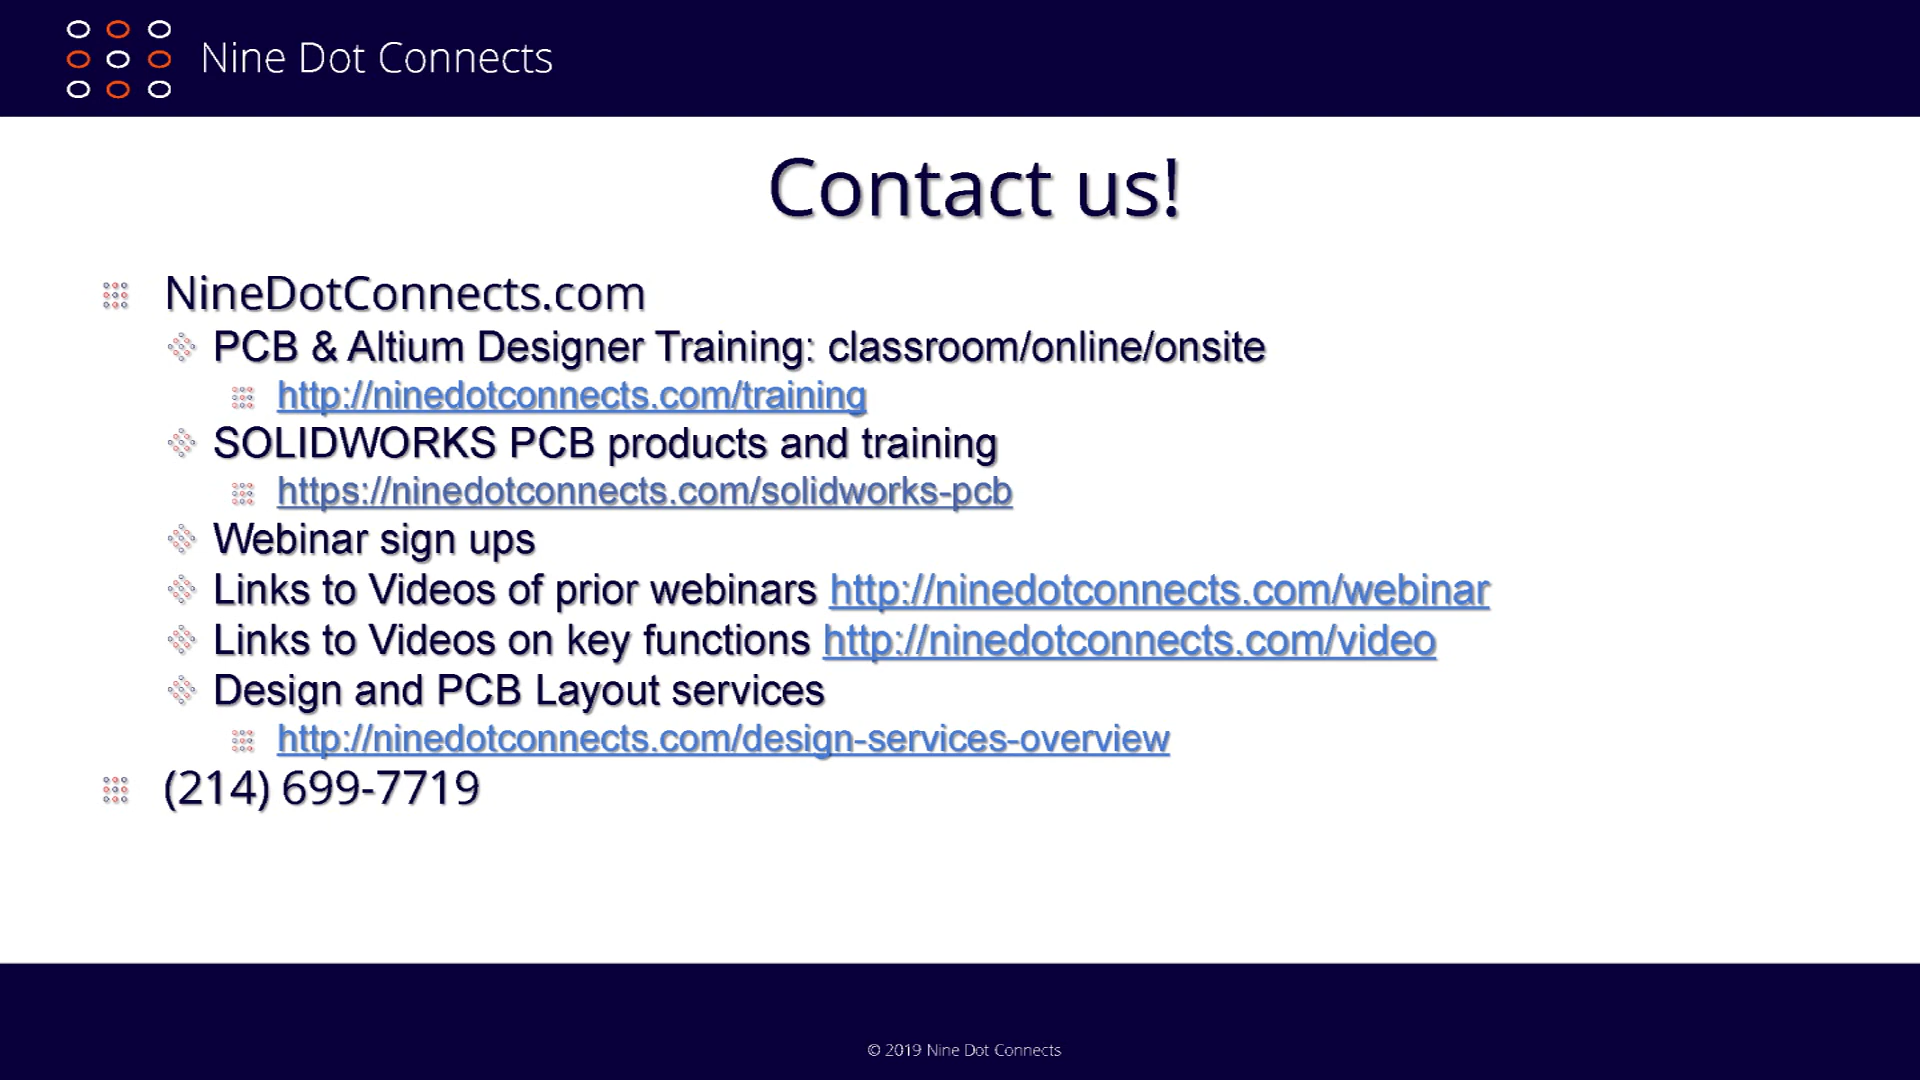 Nine Dot Connects
Contact us!
NineDotConnects.com
PCB & Altium Designer Training: classroom/online/onsite
http://ninedotconnects.com/training
SOLIDWORKS PCB products and training
https://ninedotconnects.com/solidworks-pcb
Webinar sign ups
Links to Videos of prior webinars http://ninedotconnects.com/webinar
Links to Videos on key functions http://ninedotconnects.com/video
Design and PCB Layout services
http://ninedotconnects.com/design-services-overview
(214) 699-7719
© 2019 Nine Dot Connects